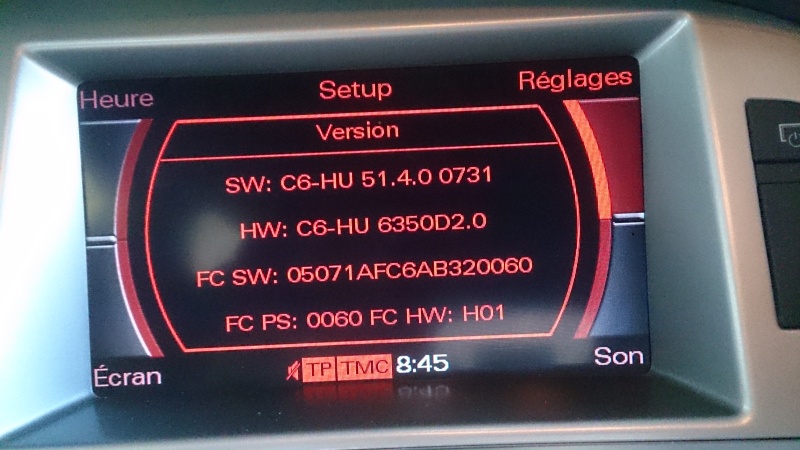 Heure Setup Réglages
Version
SW: C6-HU 51.4.0 0731
HW: C6-HU 6350D2.0
FC SW: 05071AFC6AB320060
FC PS: 0060 FC HW: H01
Écran TP TMC 8:45 Son